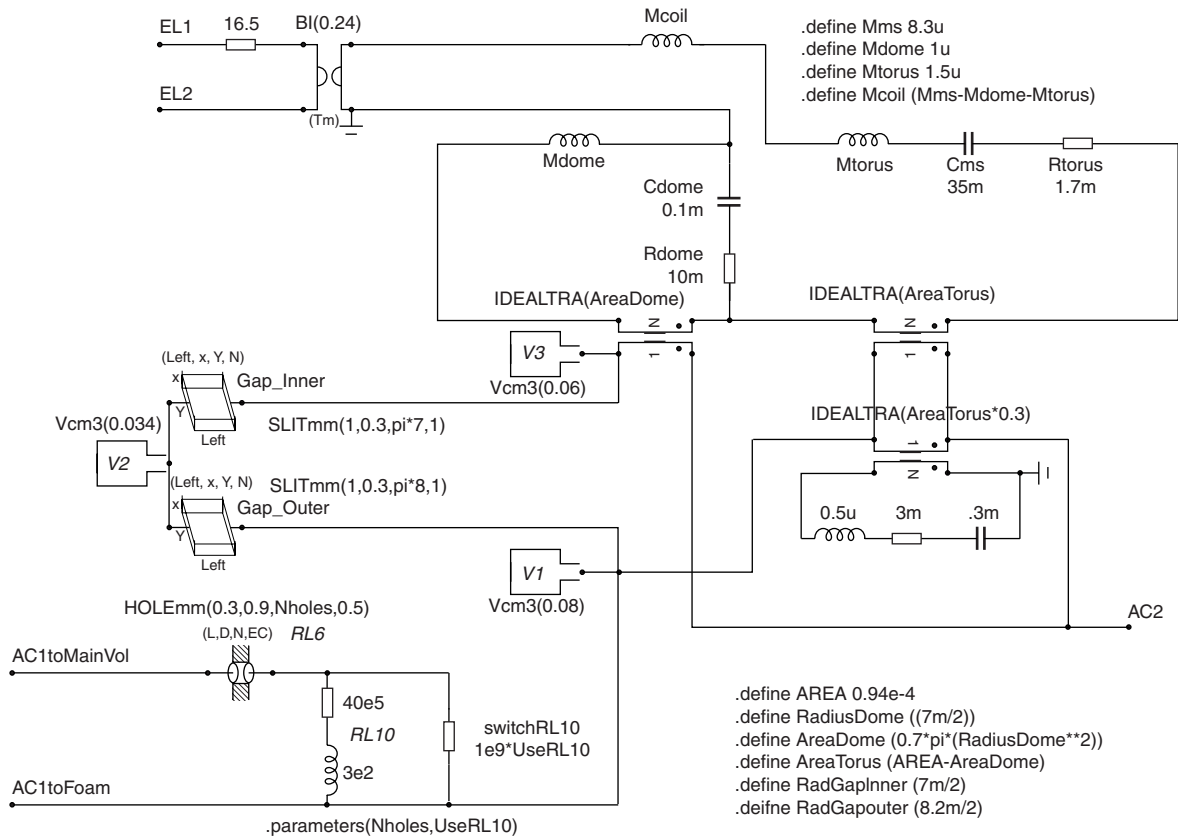 EL1
16.5
Bl(0.24)
Mcoil
.define Mms 8.3u
.define Mdome 1u
.define Mtorus 1.5u
.define Mcoil (Mms-Mdome-Mtorus)
EL2
(Tm)
Mdome
Mtorus
Cms
35m
Rtorus
1.7m
Cdome
0.1m
Rdome
10m
IDEALTRA(AreaDome)
IDEALTRA(AreaTorus)
N
1
N
1
V3
Vcm3(0.06)
(Left, x, Y, N)
x
Y
Left
Gap_Inner
SLITmm(1,0.3,pi*7,1)
Vcm3(0.034)
V2
IDEALTRA(AreaTorus*0.3)
1
N
(Left, x, Y, N)
x
Y
Left
SLITmm(1,0.3,pi*8,1)
Gap_Outer
0.5u
3m
.3m
V1
Vcm3(0.08)
HOLEmm(0.3,0.9,Nholes,0.5)
(L,D,N,EC)
RL6
AC2
AC1toMainVol
40e5
RL10
3e2
switchRL10
1e9*UseRL10
AC1toFoam
.parameters(Nholes,UseRL10)
.define AREA 0.94e-4
.define RadiusDome ((7m/2))
.define AreaDome (0.7*pi*(RadiusDome**2))
.define AreaTorus (AREA-AreaDome)
.define RadGapInner (7m/2)
.deifne RadGapouter (8.2m/2)